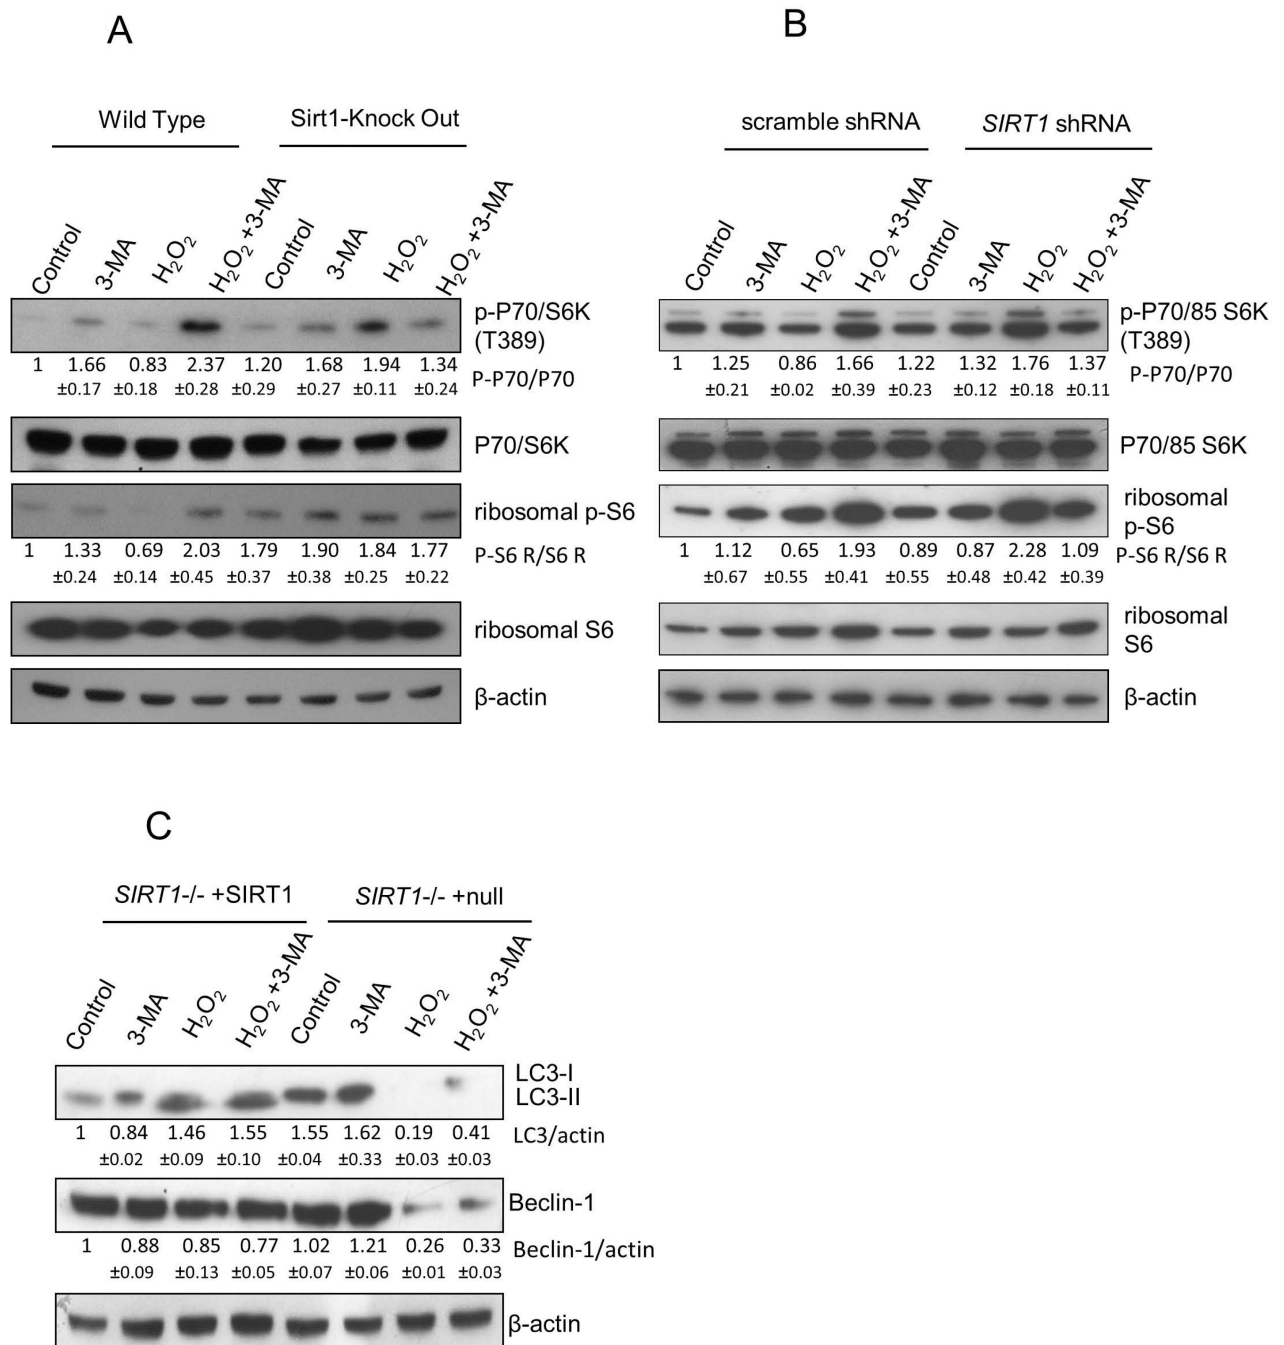 A
Wild Type
Sirt1-Knock Out
Control
3-MA
H₂O₂
H₂O₂ +3-MA
Control
3-MA
H₂O₂
H₂O₂ +3-MA
p-P70/S6K
(T389)
1 1.66 0.83 2.37 1.20 1.68 1.94 1.34
P-P70/P70
±0.17 ±0.18 ±0.28 ±0.29 ±0.27 ±0.11 ±0.24
P70/S6K
ribosomal p-S6
1 1.33 0.69 2.03 1.79 1.90 1.84 1.77
P-S6 R/S6 R
±0.24 ±0.14 ±0.45 ±0.37 ±0.38 ±0.25 ±0.22
ribosomal S6
β-actin
B
scramble shRNA
SIRT1 shRNA
Control
3-MA
H₂O₂
H₂O₂ +3-MA
Control
3-MA
H₂O₂
H₂O₂ +3-MA
p-P70/85 S6K
(T389)
1 1.25 0.86 1.66 1.22 1.32 1.76 1.37
P-P70/P70
±0.21 ±0.02 ±0.39 ±0.23 ±0.12 ±0.18 ±0.11
P70/85 S6K
ribosomal
p-S6
1 1.12 0.65 1.93 0.89 0.87 2.28 1.09
P-S6 R/S6 R
±0.67 ±0.55 ±0.41 ±0.55 ±0.48 ±0.42 ±0.39
ribosomal
S6
β-actin
C
SIRT1-/- +SIRT1
SIRT1-/- +null
Control
3-MA
H₂O₂
H₂O₂ +3-MA
Control
3-MA
H₂O₂
H₂O₂ +3-MA
LC3-I
LC3-II
1 0.84 1.46 1.55 1.55 1.62 0.19 0.41
LC3/actin
±0.02 ±0.09 ±0.10 ±0.04 ±0.33 ±0.03 ±0.03
Beclin-1
1 0.88 0.85 0.77 1.02 1.21 0.26 0.33
Beclin-1/actin
±0.09 ±0.13 ±0.05 ±0.07 ±0.06 ±0.01 ±0.03
β-actin